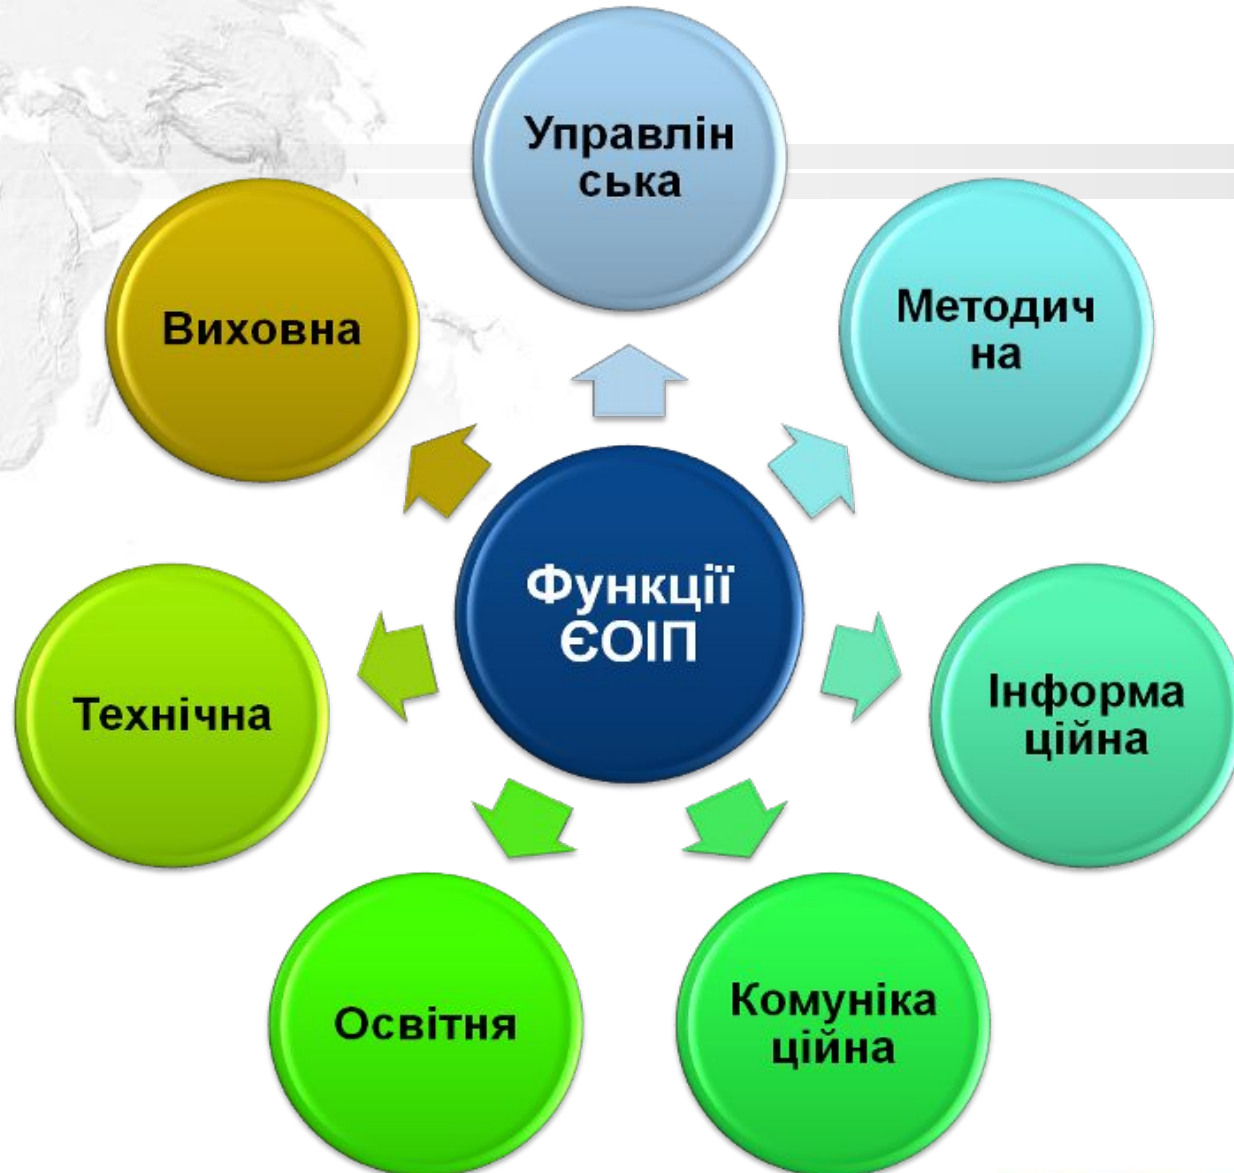 Управлін
ська
Методич
на
Інформа
ційна
Комуніка
ційна
Освітня
Технічна
Виховна
Функції
ЄОІП